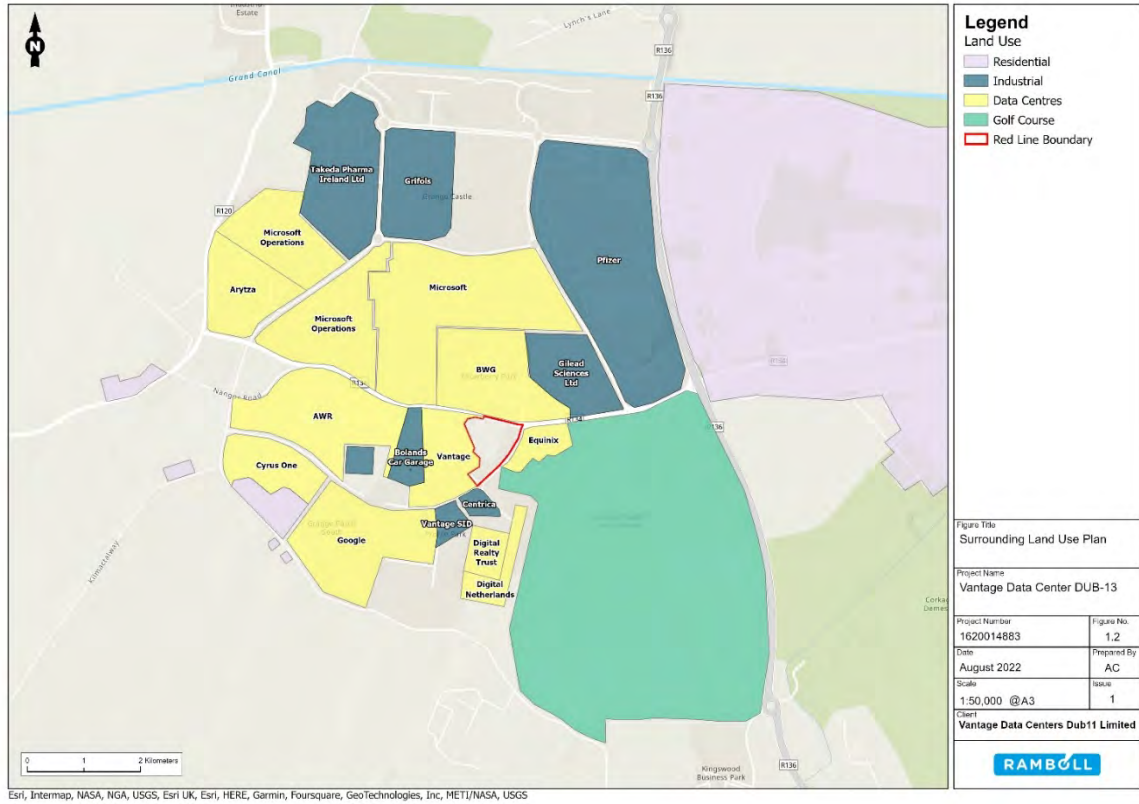 Industrial
Estate
Lynch's Lane
N
R136
Grand Canal
R136
R136
Takeda Pharma
Ireland Ltd
Grifols
Castle
R120
Microsoft
Operations
Pfizer
Arytza
Microsoft
Microsoft
Operations
BWG
Gilead
Sciences
Ltd
Nangor Road
AWR
Bolands
Car Garage
Vantage
Equinix
R136
Cyrus One
Centrica
Vantage SID
Google
Digital
Realty
Trust
Digital
Netherlands
Kilmactalway
Kingswood
Business Park
R136
0 1 2 Kilometers
Legend
Land Use
Residential
Industrial
Data Centres
Golf Course
Red Line Boundary
Figure Title
Surrounding Land Use Plan
Project Name
Vantage Data Center DUB-13
Project Number
1620014883
Figure No.
1.2
Date
August 2022
Prepared By
AC
Scale
1:50,000 @A3
Issue
1
Client
Vantage Data Centers Dub11 Limited
RAMBOLL
Esri, Intermap, NASA, NGA, USGS, Esri UK, Esri, HERE, Garmin, Foursquare, GeoTechnologies, Inc, METI/NASA, USGS